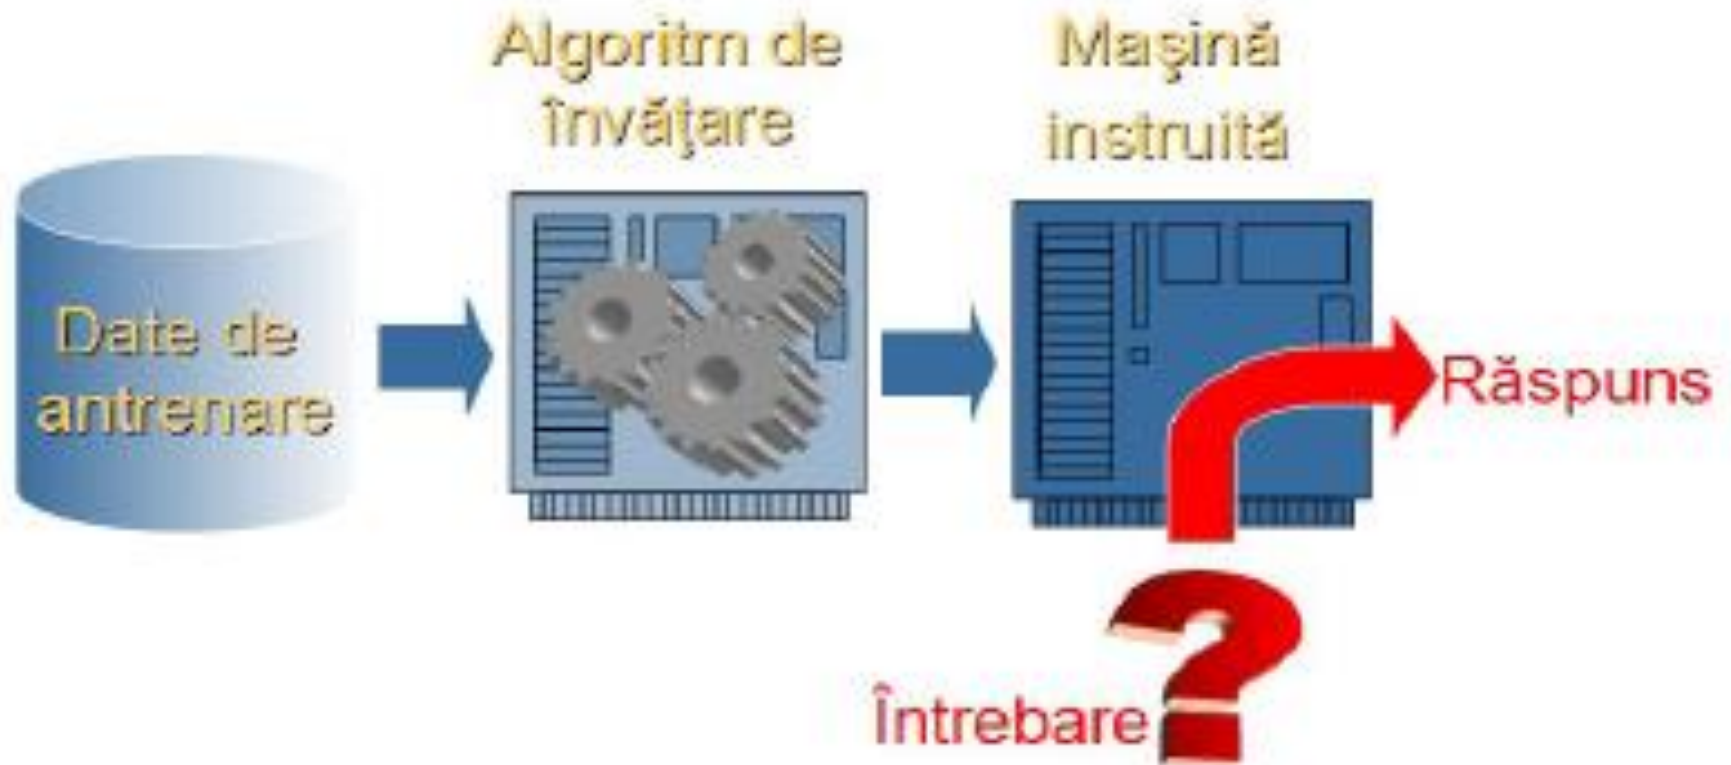 Algoritm de
învăţare
Maşină
instruită
Date de
antrenare
Răspuns
Întrebare
?